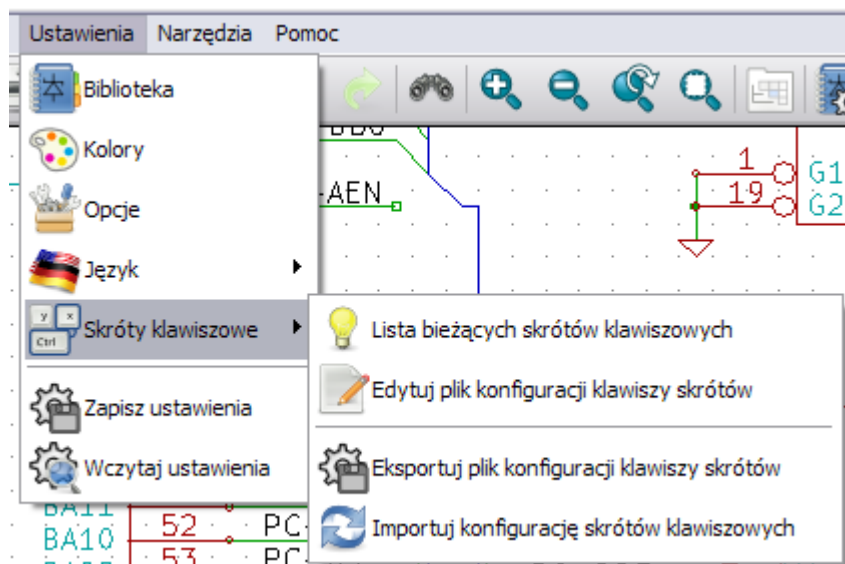 Ustawienia Narzędzia Pomoc
Biblioteka
Kolory
Opcje
Język
Skróty klawiszowe
Zapisz ustawienia
Wczytaj ustawienia
y x
Ctrl
Lista bieżących skrótów klawiszowych
Edytuj plik konfiguracji klawiszy skrótów
Eksportuj plik konfiguracji klawiszy skrótów
Importuj konfigurację skrótów klawiszowych
-AEN
1 G1
19 G2
BA11
BA10 52 PC-
53 PC-